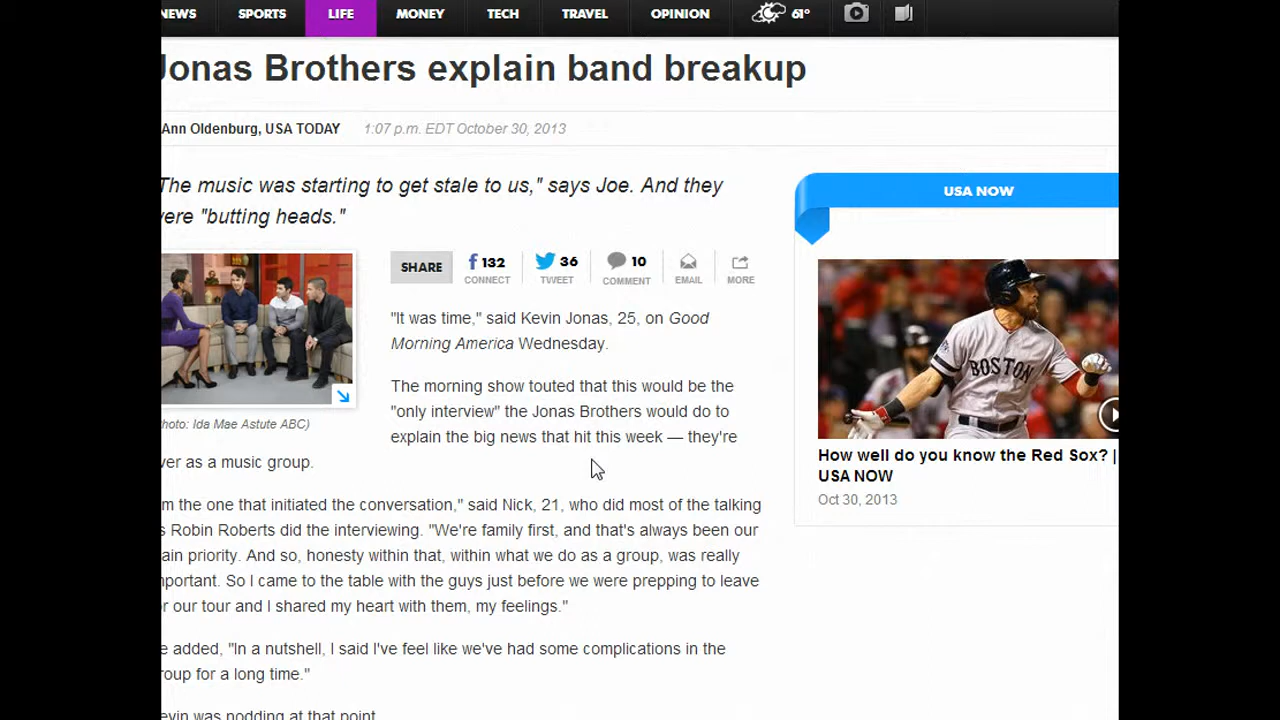 NEWS SPORTS LIFE MONEY TECH TRAVEL OPINION 61°
Jonas Brothers explain band breakup
Ann Oldenburg, USA TODAY 1:07 p.m. EDT October 30, 2013
The music was starting to get stale to us," says Joe. And they
were "butting heads."
SHARE 132 CONNECT 36 TWEET 10 COMMENT EMAIL MORE
"It was time," said Kevin Jonas, 25, on Good
Morning America Wednesday.
The morning show touted that this would be the
"only interview" the Jonas Brothers would do to
explain the big news that hit this week — they're
hoto: Ida Mae Astute ABC)
ver as a music group.
m the one that initiated the conversation," said Nick, 21, who did most of the talking
s Robin Roberts did the interviewing. "We're family first, and that's always been our
ain priority. And so, honesty within that, within what we do as a group, was really
mportant. So I came to the table with the guys just before we were prepping to leave
or our tour and I shared my heart with them, my feelings."
e added, "In a nutshell, I said I've feel like we've had some complications in the
roup for a long time."
evin was nodding at that point.
USA NOW
BOSTON
How well do you know the Red Sox? |
USA NOW
Oct 30, 2013